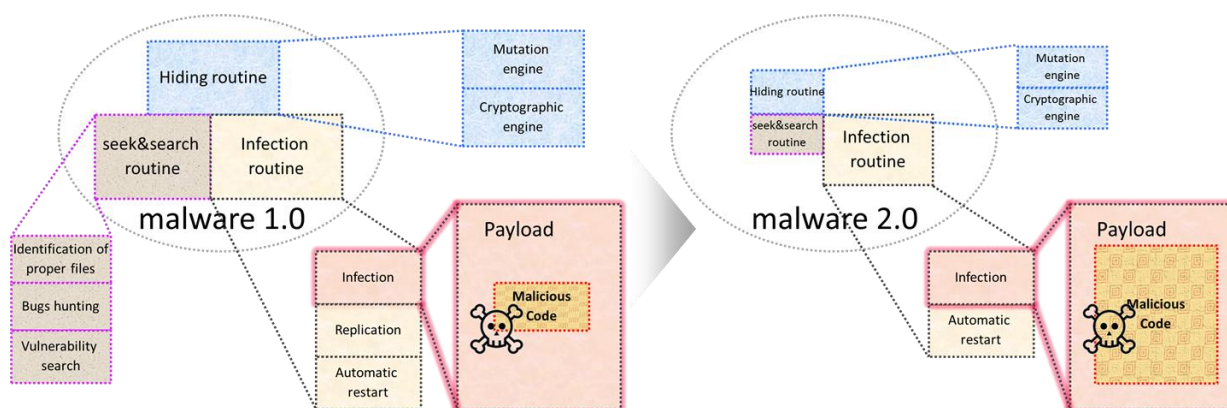 Hiding routine
Mutation
engine
Cryptographic
engine
seek&search
routine
Infection
routine
malware 1.0
Identification of
proper files
Bugs hunting
Vulnerability
search
Infection
Replication
Automatic
restart
Payload
Malicious
Code
Hiding routine
Mutation
engine
Cryptographic
engine
seek&search
routine
Infection
routine
malware 2.0
Infection
Automatic
restart
Payload
Malicious
Code